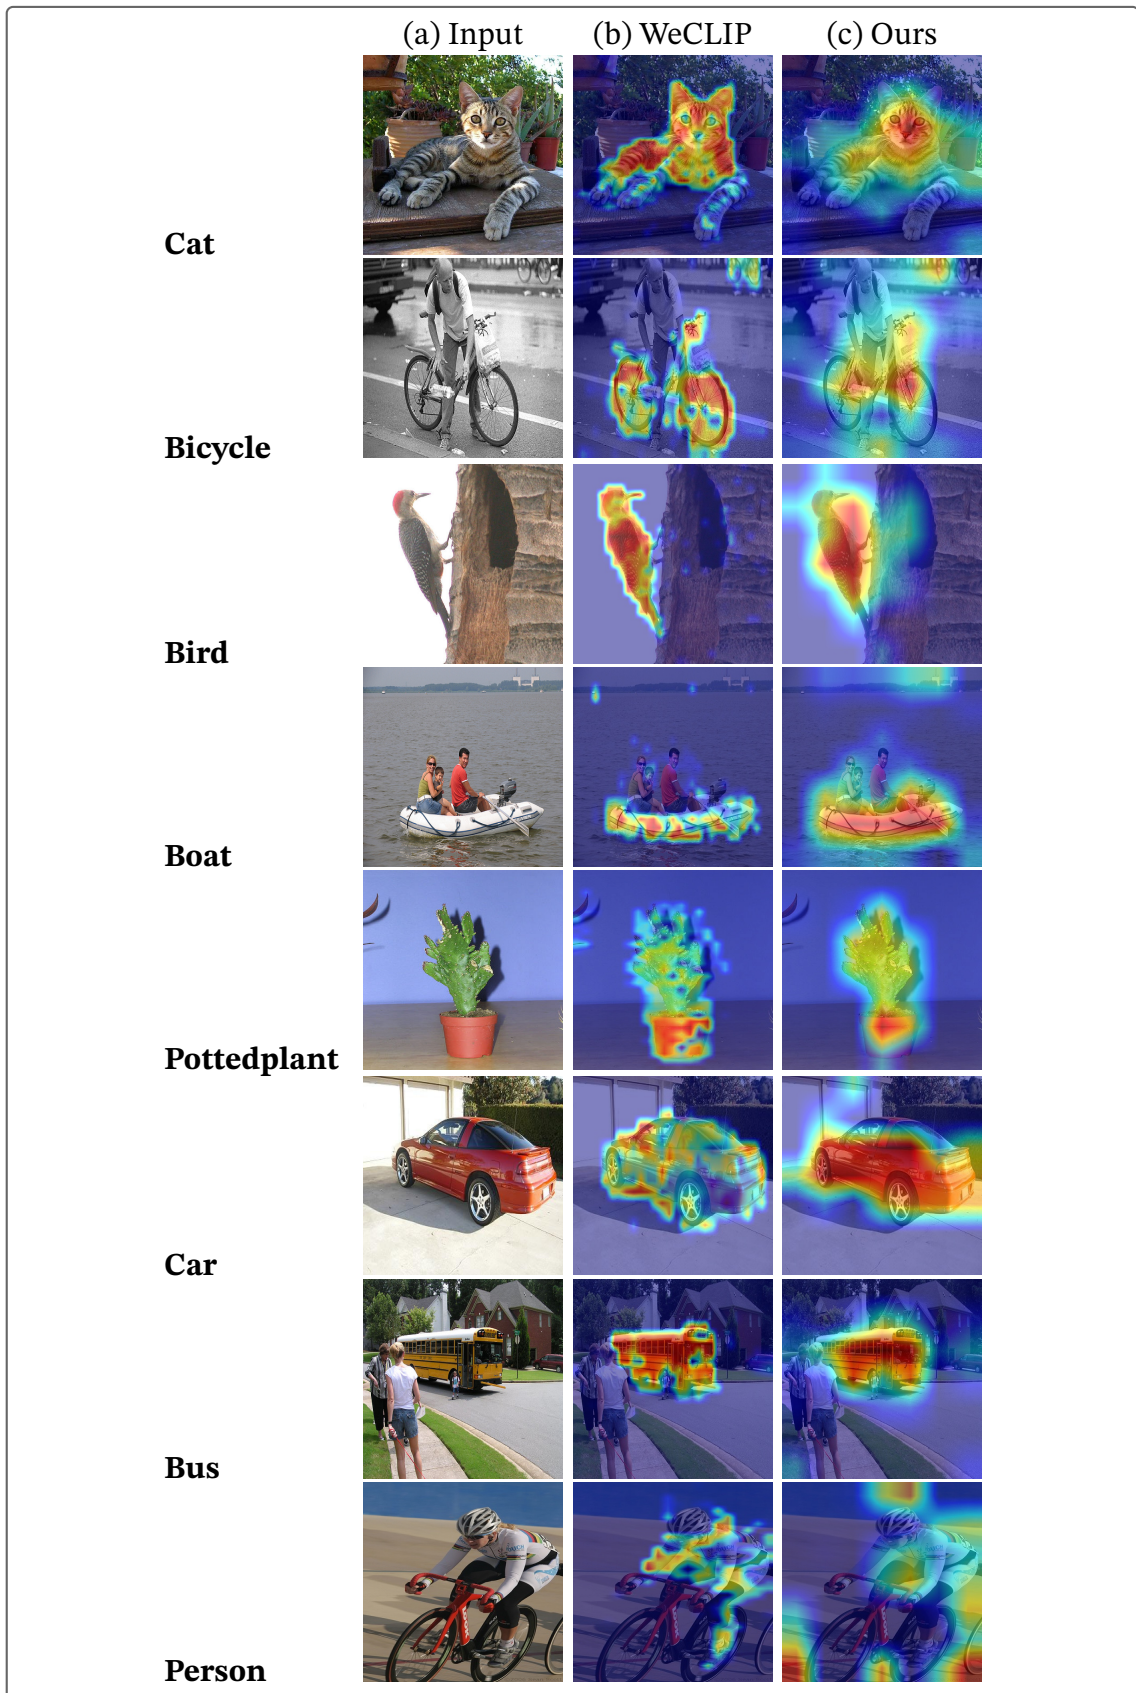 (a) Input (b) WeCLIP (c) Ours
Cat
Bicycle
Bird
Boat
Pottedplant
Car
Bus
Person